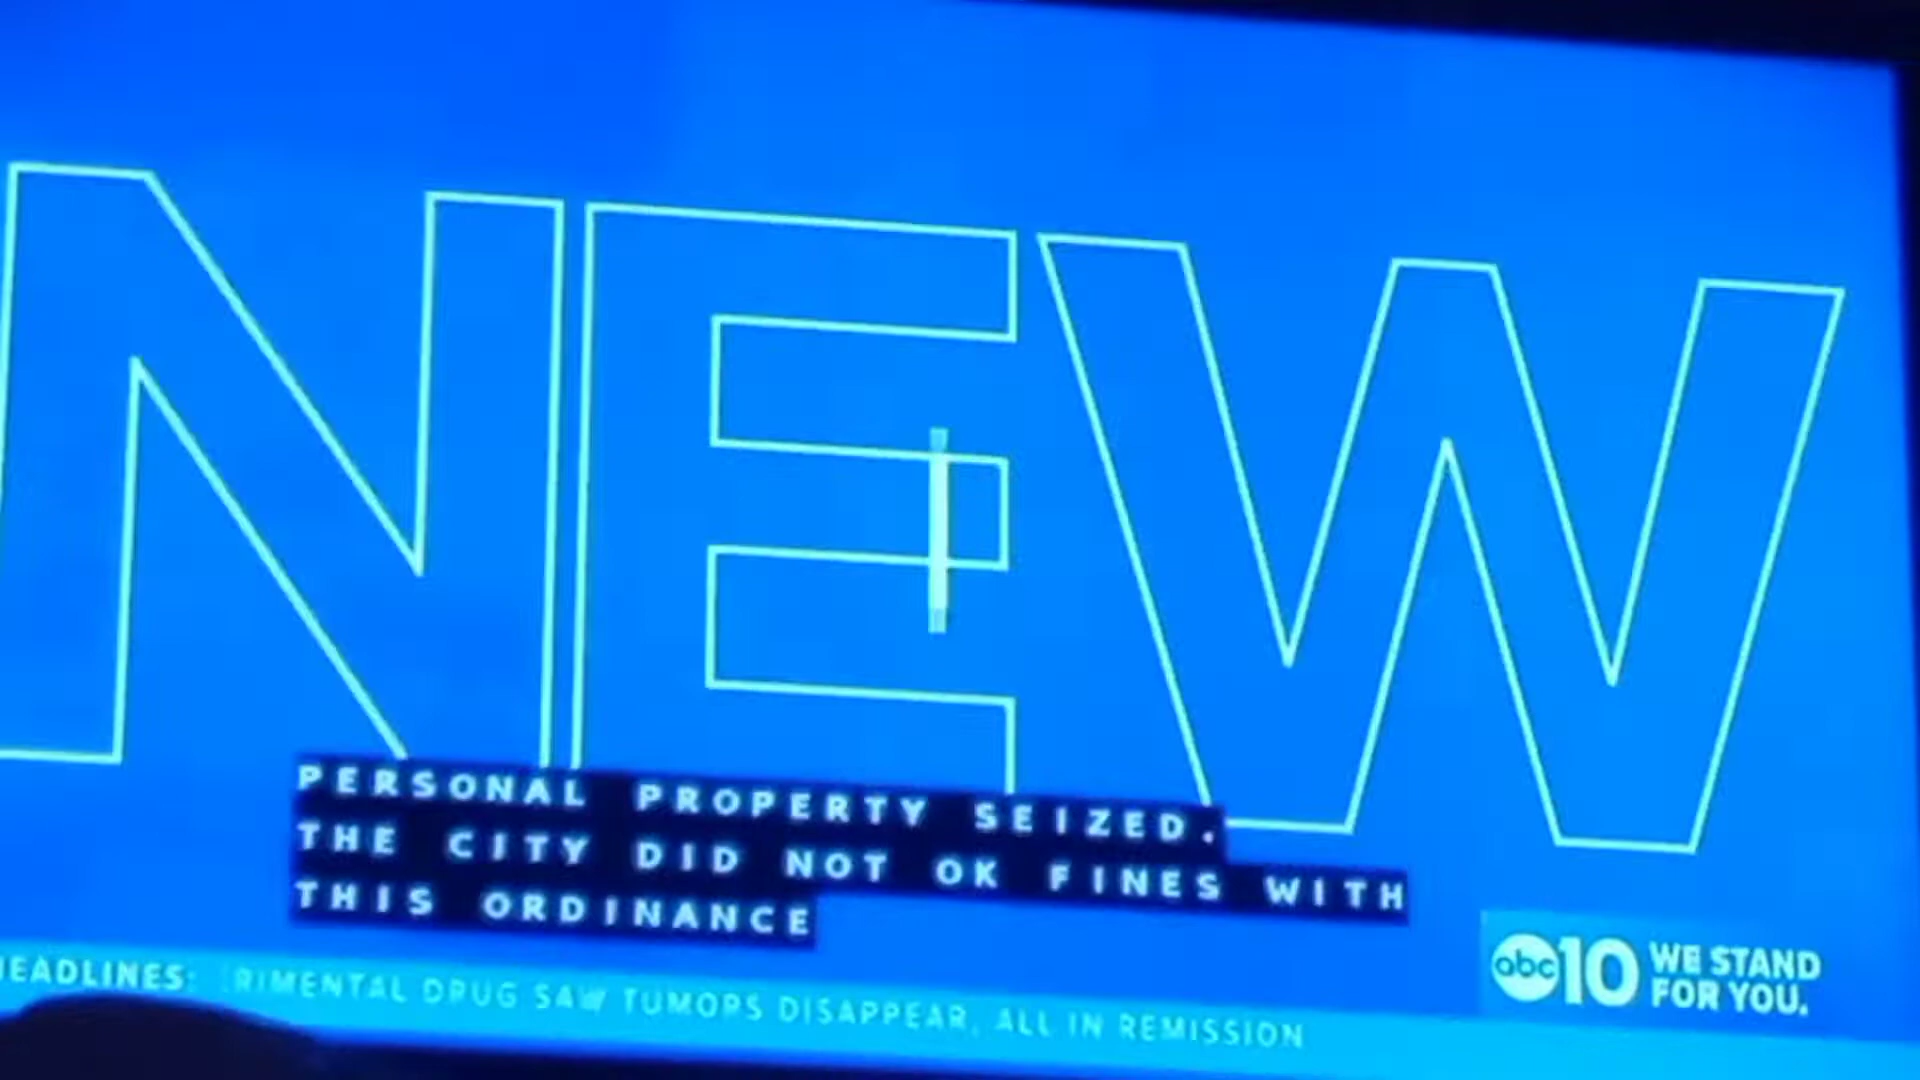 NEW
PERSONAL PROPERTY SEIZED.
THE CITY DID NOT OK FINES WITH
THIS ORDINANCE
HEADLINES: RIMENTAL DRUG SAW TUMORS DISAPPEAR, ALL IN REMISSION
abc10 WE STAND
FOR YOU.